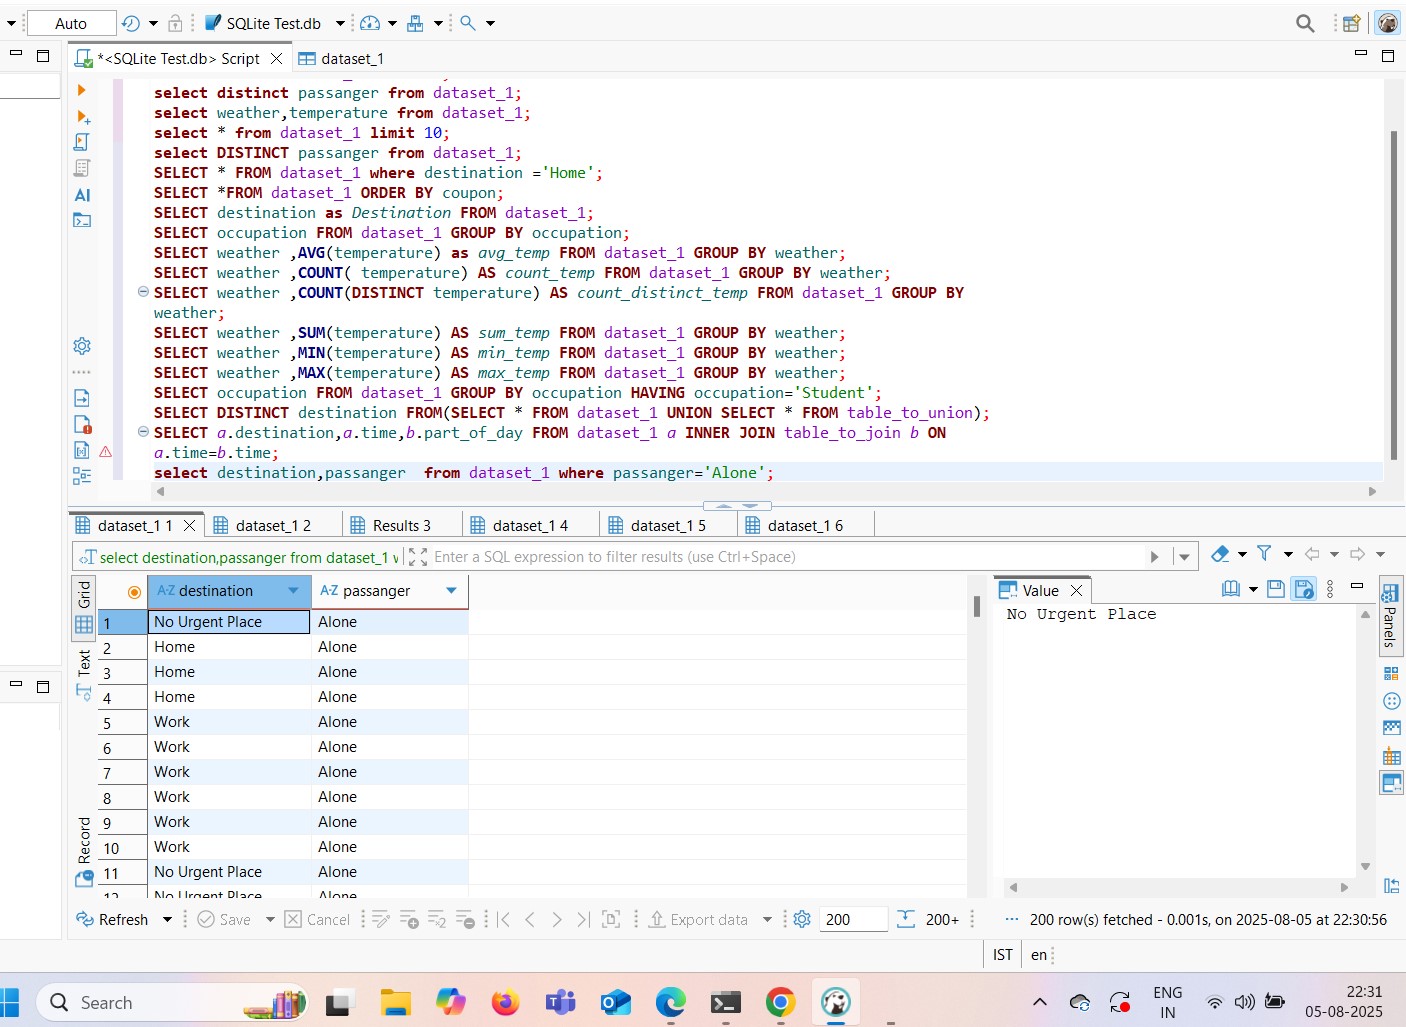 Auto
SQLite Test.db
*<SQLite Test.db> Script
dataset_1
select distinct passanger from dataset_1;
select weather,temperature from dataset_1;
select * from dataset_1 limit 10;
select DISTINCT passanger from dataset_1;
SELECT * FROM dataset_1 where destination ='Home';
SELECT *FROM dataset_1 ORDER BY coupon;
SELECT destination as Destination FROM dataset_1;
SELECT occupation FROM dataset_1 GROUP BY occupation;
SELECT weather ,AVG(temperature) as avg_temp FROM dataset_1 GROUP BY weather;
SELECT weather ,COUNT( temperature) AS count_temp FROM dataset_1 GROUP BY weather;
SELECT weather ,COUNT(DISTINCT temperature) AS count_distinct_temp FROM dataset_1 GROUP BY
weather;
SELECT weather ,SUM(temperature) AS sum_temp FROM dataset_1 GROUP BY weather;
SELECT weather ,MIN(temperature) AS min_temp FROM dataset_1 GROUP BY weather;
SELECT weather ,MAX(temperature) AS max_temp FROM dataset_1 GROUP BY weather;
SELECT occupation FROM dataset_1 GROUP BY occupation HAVING occupation='Student';
SELECT DISTINCT destination FROM(SELECT * FROM dataset_1 UNION SELECT * FROM table_to_union);
SELECT a.destination,a.time,b.part_of_day FROM dataset_1 a INNER JOIN table_to_join b ON
a.time=b.time;
select destination,passanger  from dataset_1 where passanger='Alone';
AI
dataset_1 1
dataset_1 2
Results 3
dataset_1 4
dataset_1 5
dataset_1 6
select destination,passanger from dataset_1 w
Enter a SQL expression to filter results (use Ctrl+Space)
Grid
Text
Record
A-Z destination
A-Z passanger
1 No Urgent Place Alone
2 Home Alone
3 Home Alone
4 Home Alone
5 Work Alone
6 Work Alone
7 Work Alone
8 Work Alone
9 Work Alone
10 Work Alone
11 No Urgent Place Alone
12 No Urgent Place Alone
Value
No Urgent Place
Panels
Refresh
Save
Cancel
Export data
200
200+
200 row(s) fetched - 0.001s, on 2025-08-05 at 22:30:56
IST
en
Search
ENG
IN
22:31
05-08-2025